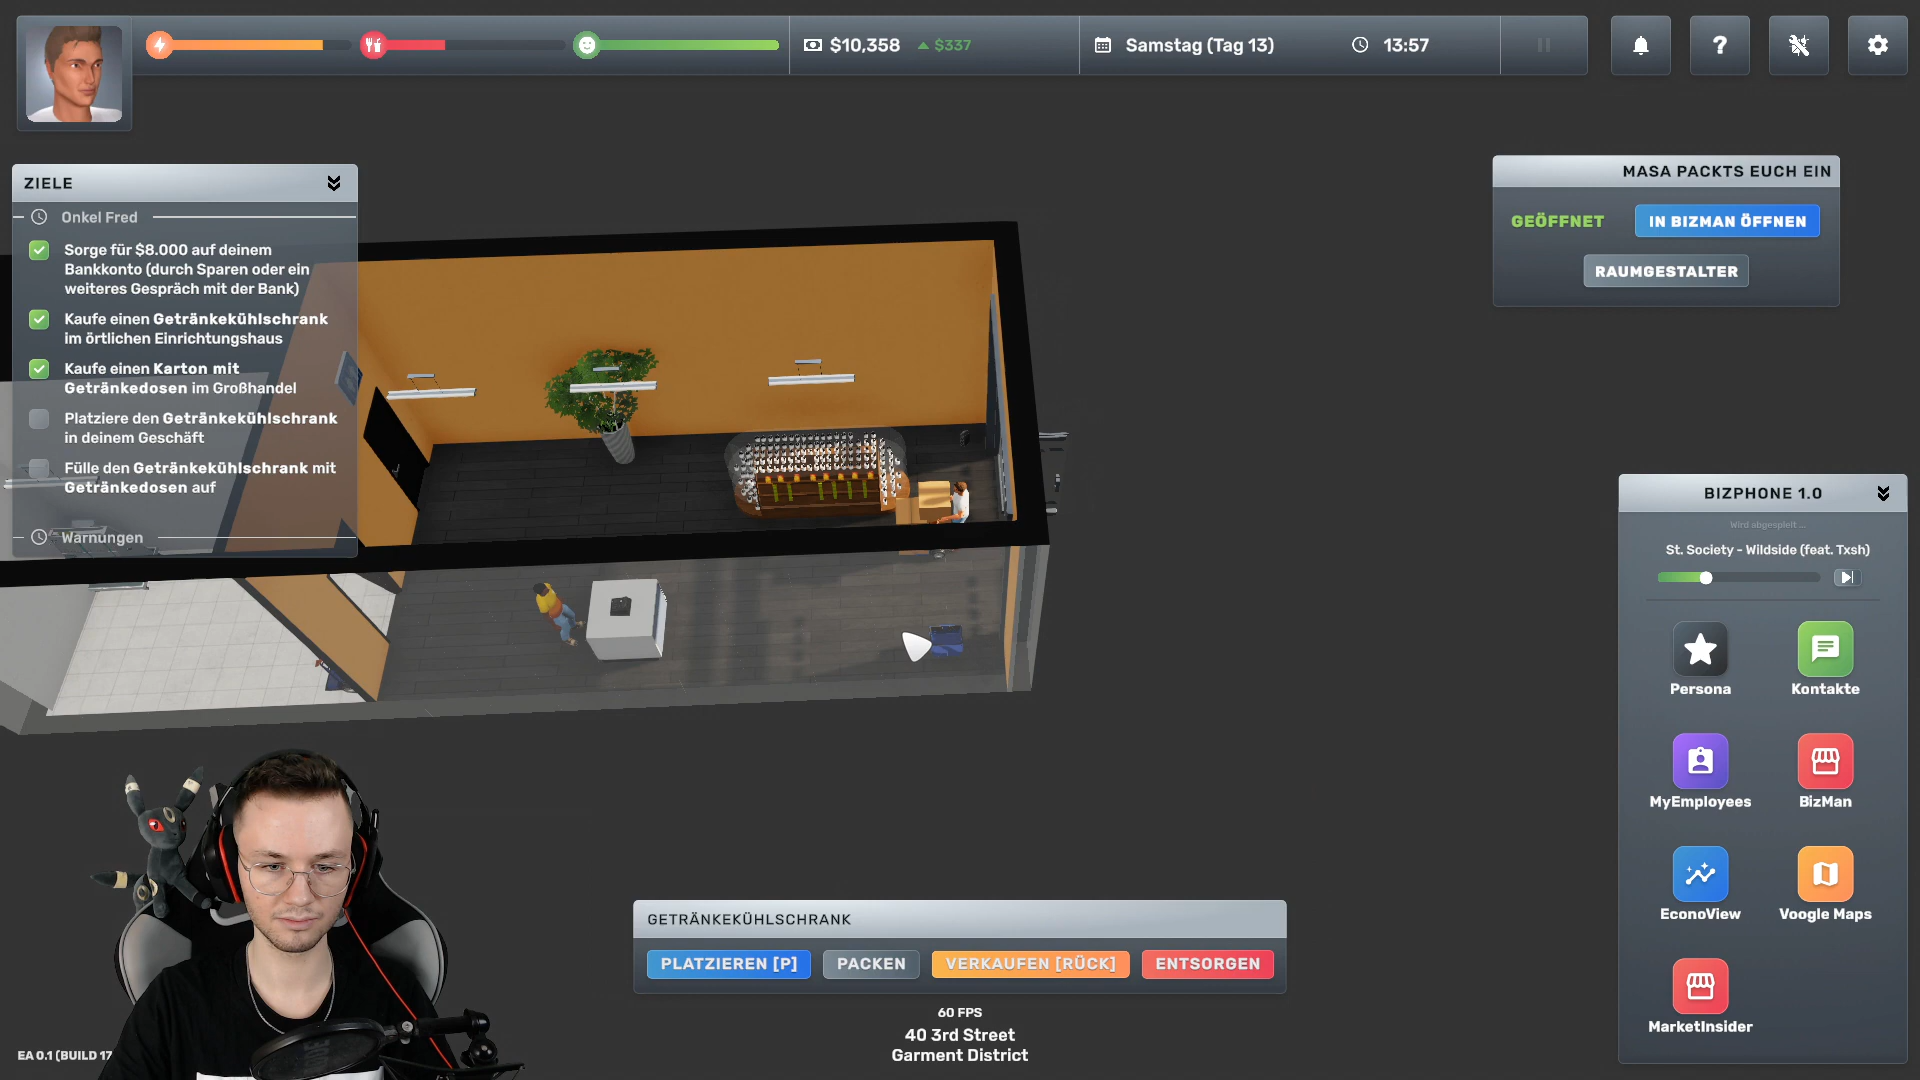 $10,358 $337
Samstag (Tag 13)
13:57
?
ZIELE
Onkel Fred
Sorge für $8.000 auf deinem
Bankkonto (durch Sparen oder ein
weiteres Gespräch mit der Bank)
Kaufe einen Getränkekühlschrank
im örtlichen Einrichtungshaus
Kaufe einen Karton mit
Getränkedosen im Großhandel
Platziere den Getränkekühlschrank
in deinem Geschäft
Fülle den Getränkekühlschrank mit
Getränkedosen auf
Warnungen
MASA PACKTS EUCH EIN
GEÖFFNET
IN BIZMAN ÖFFNEN
RAUMGESTALTER
BIZPHONE 1.0
Wird abgespielt ...
St. Society - Wildside (feat. Txsh)
Persona
Kontakte
MyEmployees
BizMan
EconoView
Voogle Maps
MarketInsider
GETRÄNKEKÜHLSCHRANK
PLATZIEREN [P]
PACKEN
VERKAUFEN [RÜCK]
ENTSORGEN
60 FPS
40 3rd Street
Garment District
EA 0.1 (BUILD 17